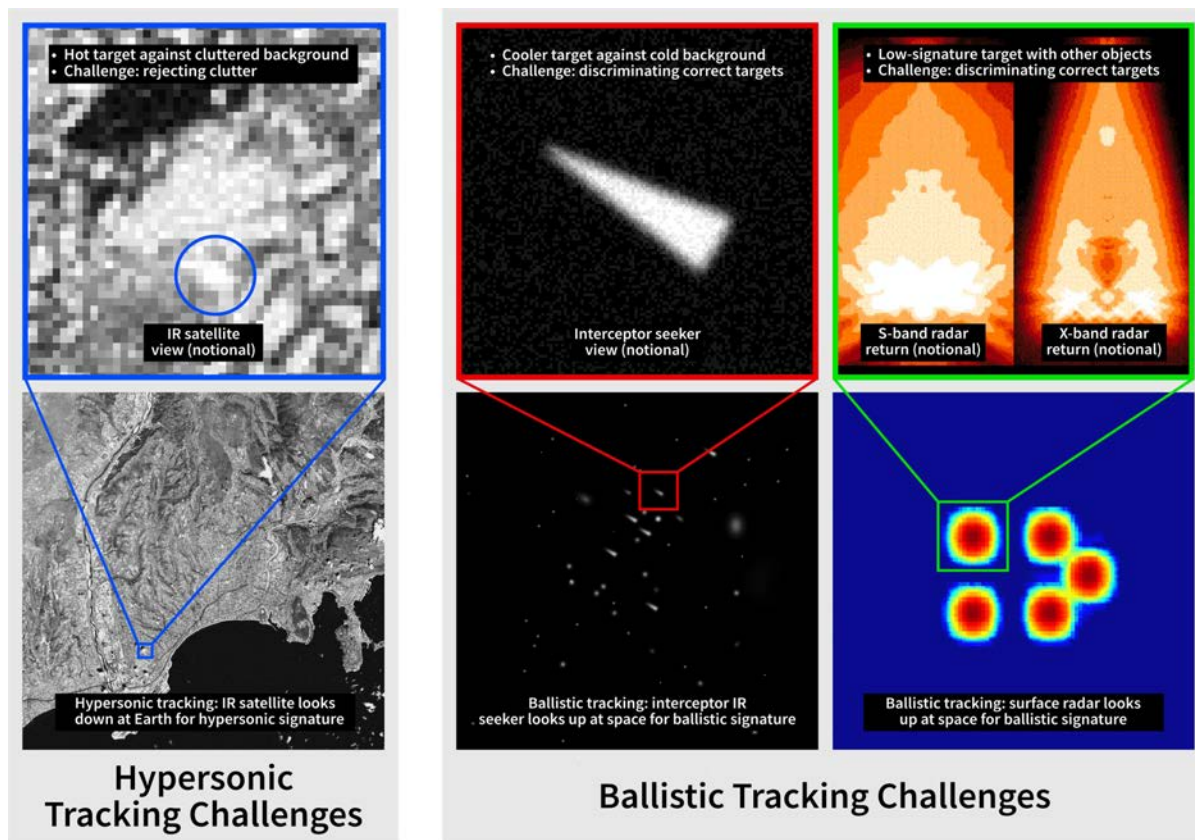 • Hot target against cluttered background
• Challenge: rejecting clutter
IR satellite
view (notional)
Hypersonic tracking: IR satellite looks
down at Earth for hypersonic signature
Hypersonic
Tracking Challenges
• Cooler target against cold background
• Challenge: discriminating correct targets
Interceptor seeker
view (notional)
• Low-signature target with other objects
• Challenge: discriminating correct targets
S-band radar
return (notional)
X-band radar
return (notional)
Ballistic tracking: interceptor IR
seeker looks up at space for ballistic signature
Ballistic tracking: surface radar looks
up at space for ballistic signature
Ballistic Tracking Challenges